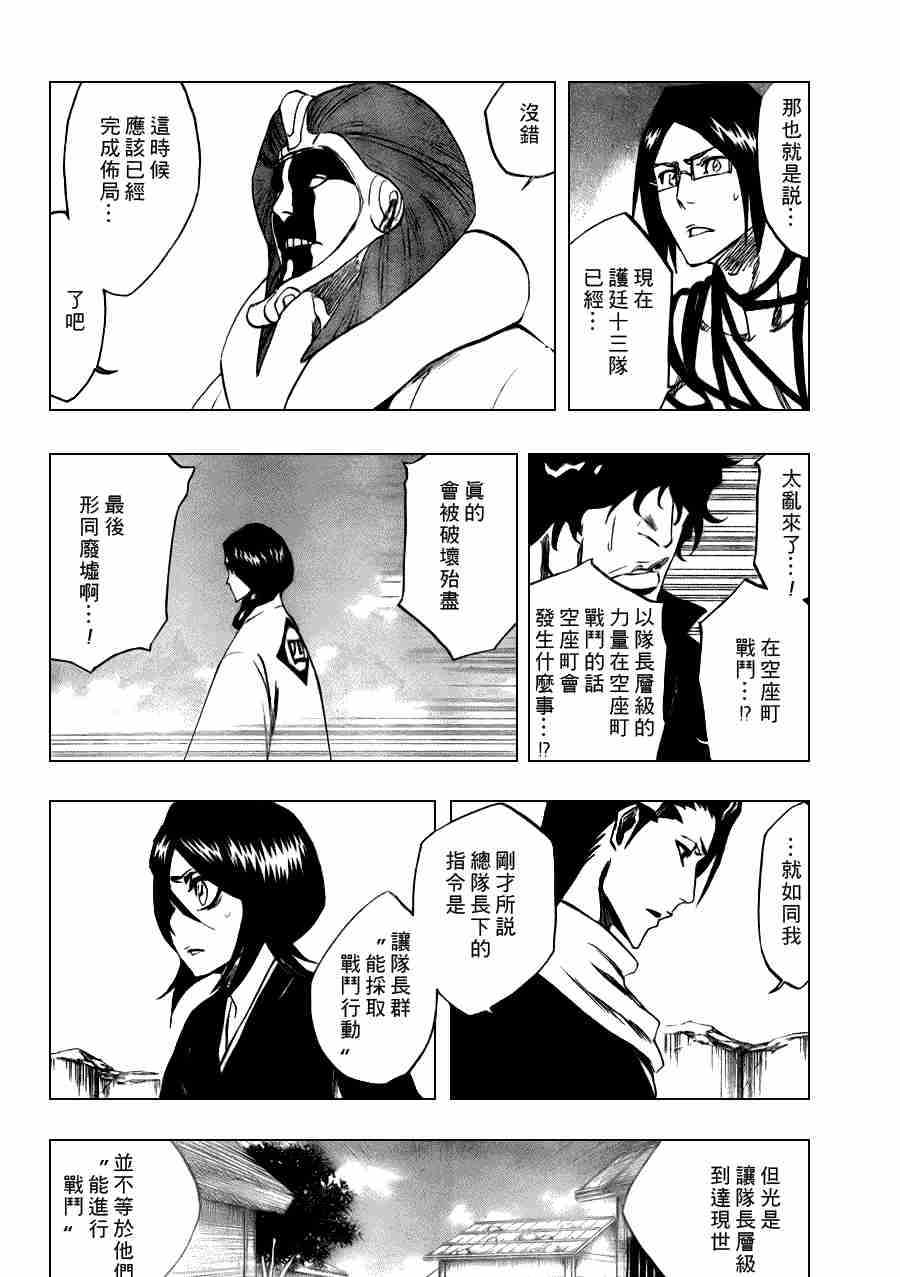 那也就是説…
現在
護廷十三隊
已經…
沒錯
這時候
應該已經
完成佈局…
了吧
太亂來了…！
在空座町
戰鬥…!?
以隊長層級的
力量在空座町
戰鬥的話
空座町會
發生什麼事…!?
眞的
會被破壞殆盡
最後
形同廢墟啊…！
四
…就如同我
剛才所説
總隊長下的
指令是
讓隊長群
〃能採取
戰鬥行動〃
但光是
讓隊長層級
到達現世
並不等於他們
〃能進行
戰鬥〃